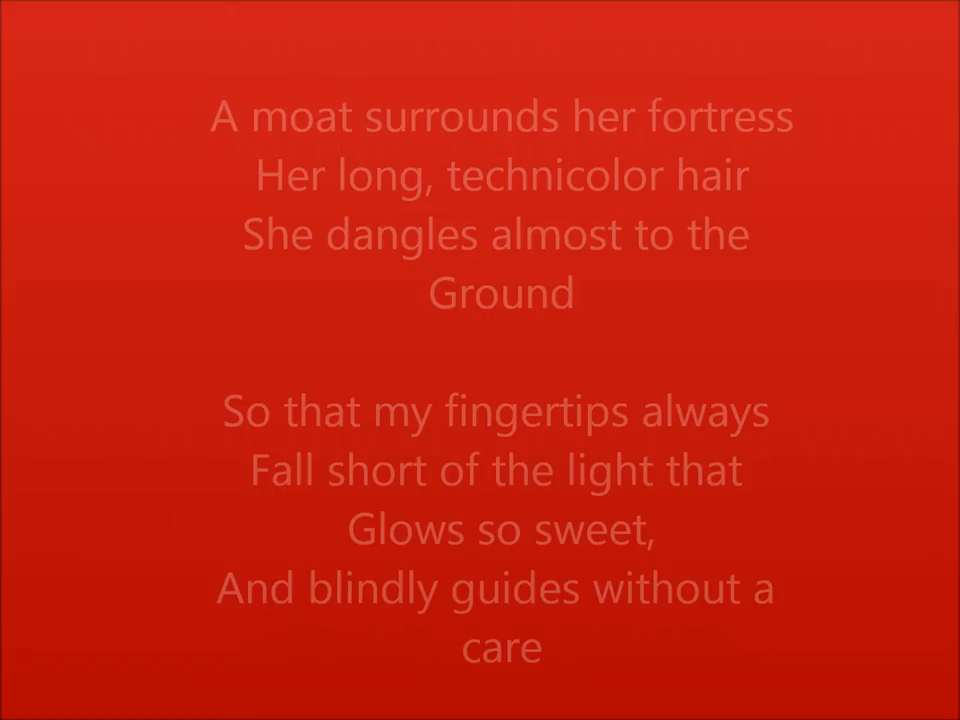 A moat surrounds her fortress
Her long, technicolor hair
She dangles almost to the
Ground
So that my fingertips always
Fall short of the light that
Glows so sweet,
And blindly guides without a
care